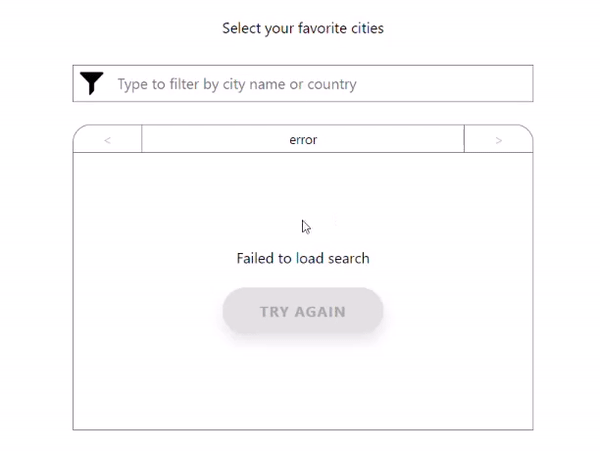 Select your favorite cities
Type to filter by city name or country
< error >
Failed to load search
TRY AGAIN